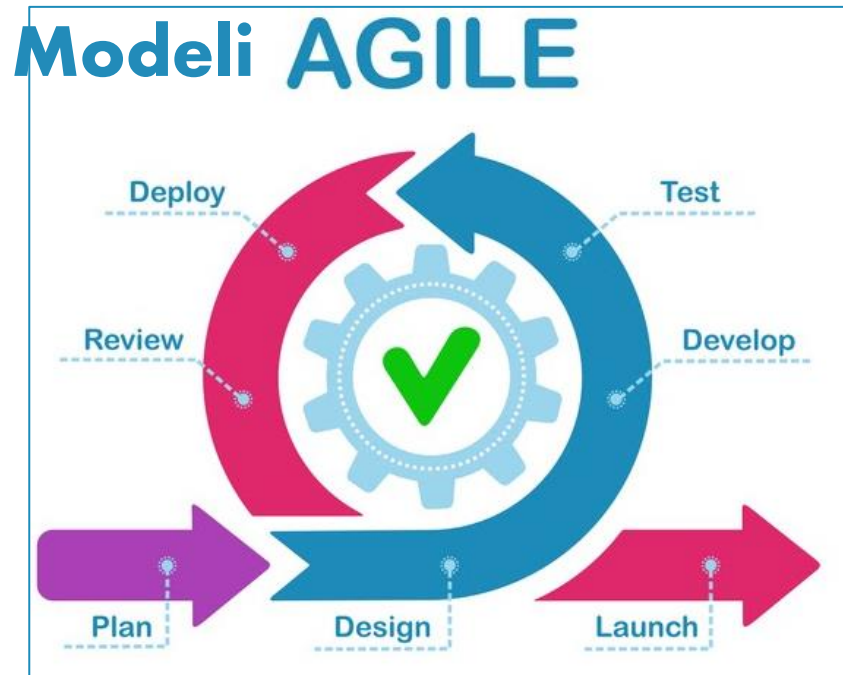 Modeli AGILE
Deploy
Test
Review
Develop
Plan
Design
Launch